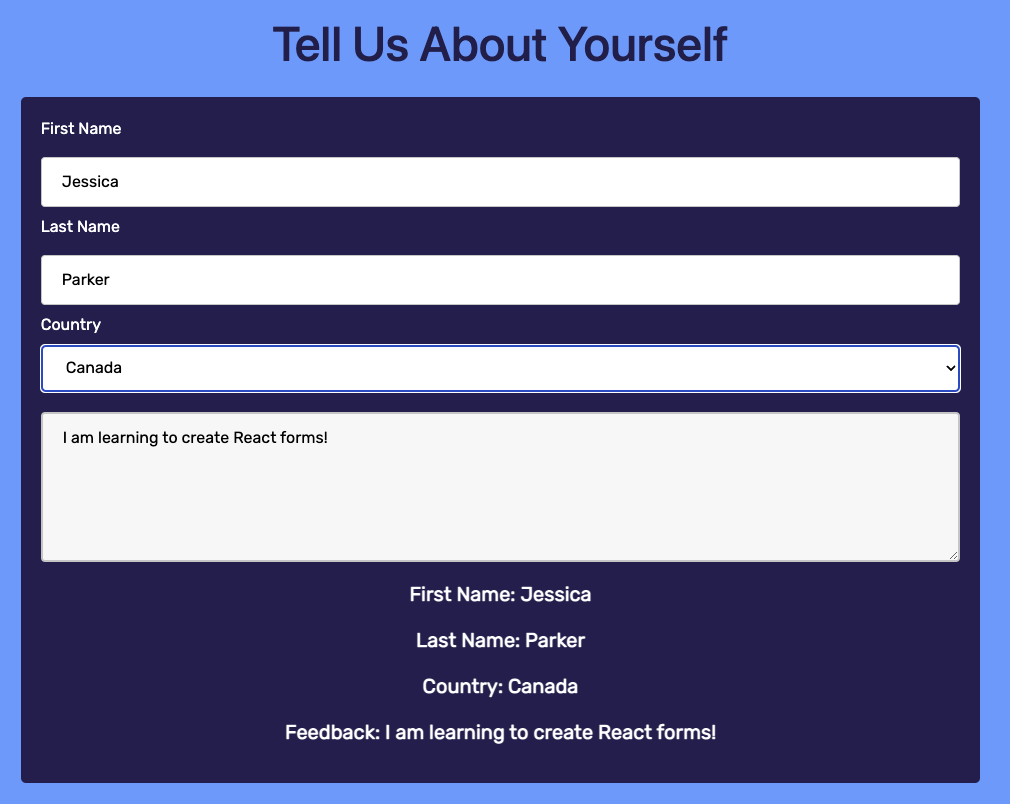 Tell Us About Yourself
First Name
Jessica
Last Name
Parker
Country
Canada
I am learning to create React forms!
First Name: Jessica
Last Name: Parker
Country: Canada
Feedback: I am learning to create React forms!